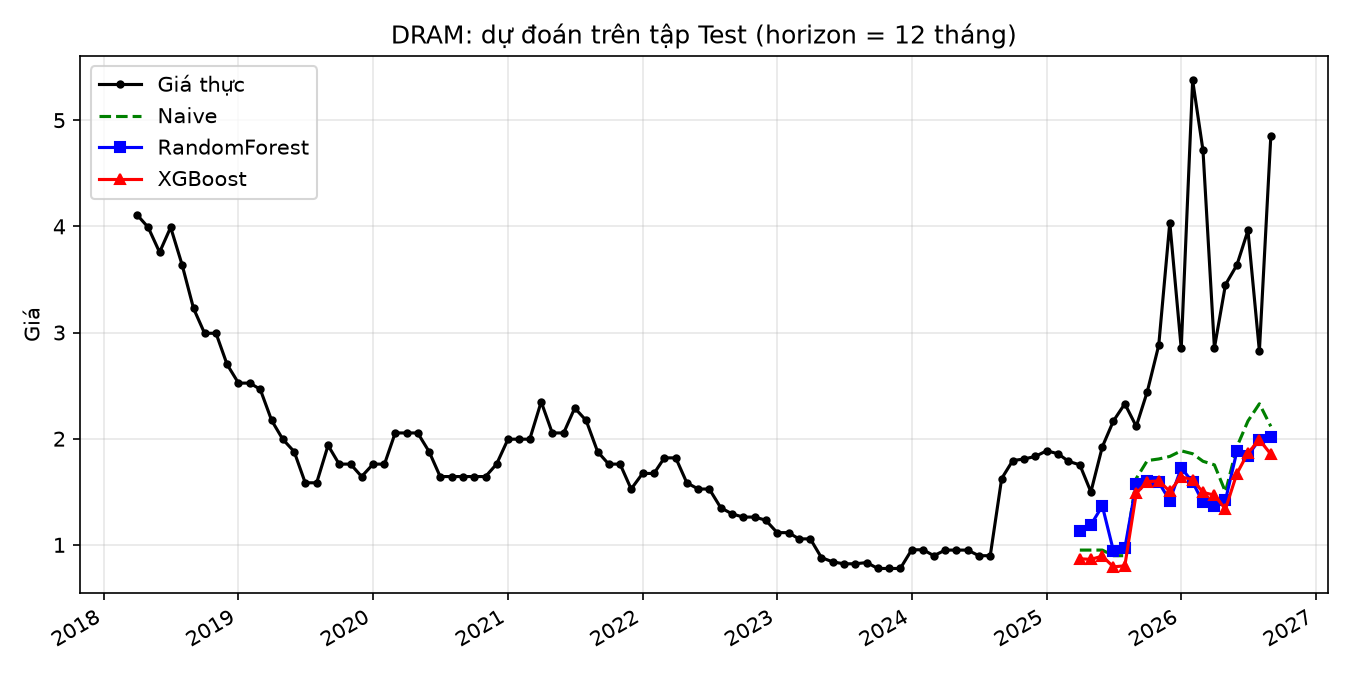 DRAM: dự đoán trên tập Test (horizon = 12 tháng)
Giá thực
Naive
RandomForest
XGBoost
Giá
5
4
3
2
1
2018
2019
2020
2021
2022
2023
2024
2025
2026
2027